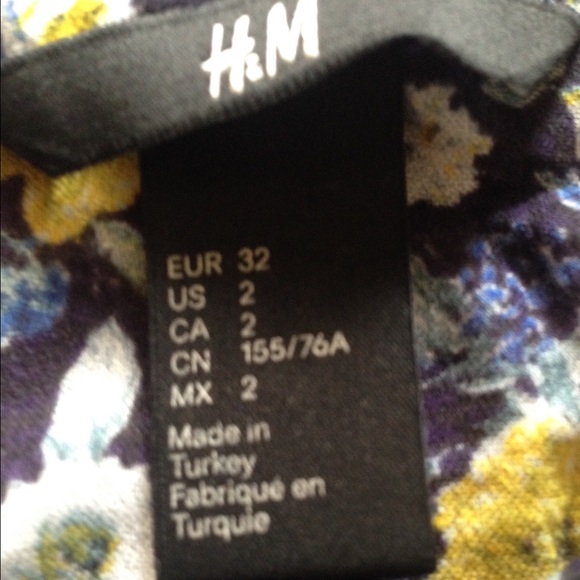 H&M
EUR 32
US 2
CA 2
CN 155/76A
MX 2
Made in
Turkey
Fabriqué en
Turquie